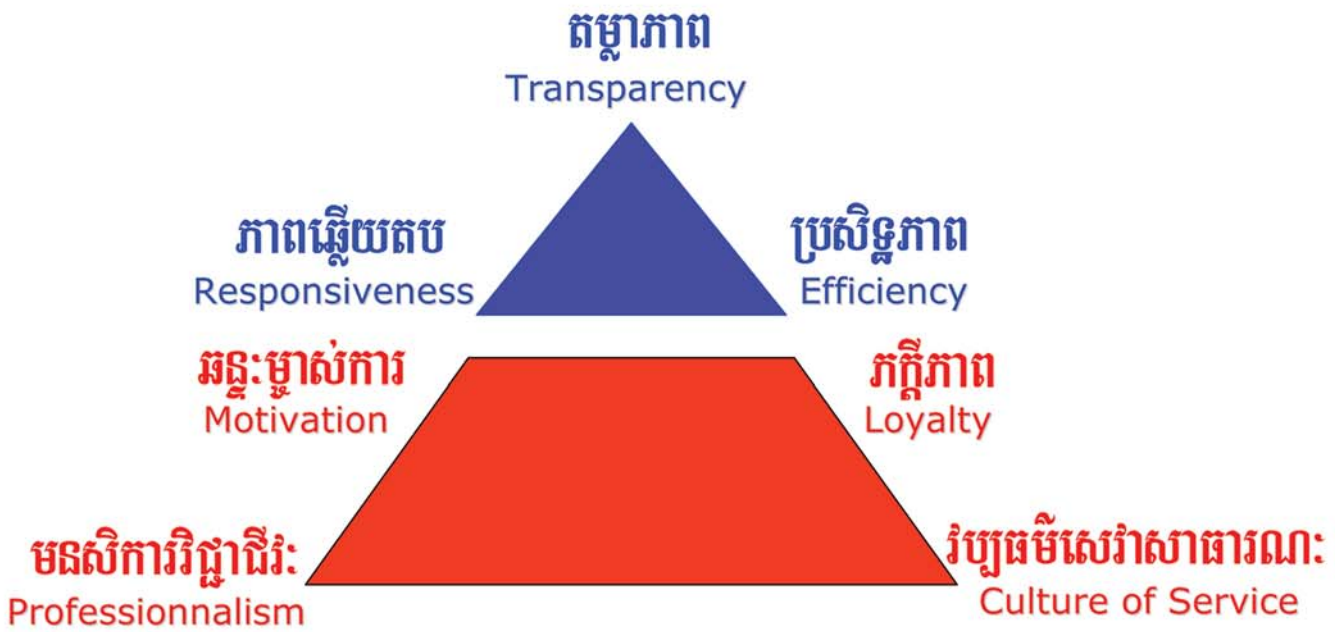 តម្លាភាព
Transparency
ភាពឆ្លើយតប
Responsiveness
ប្រសិទ្ធភាព
Efficiency
ឆន្ទៈម្ចាស់ការ
Motivation
ភក្តីភាព
Loyalty
មនសិការវិជ្ជាជីវៈ
Professionnalism
វប្បធម៌សេវាសាធារណៈ
Culture of Service